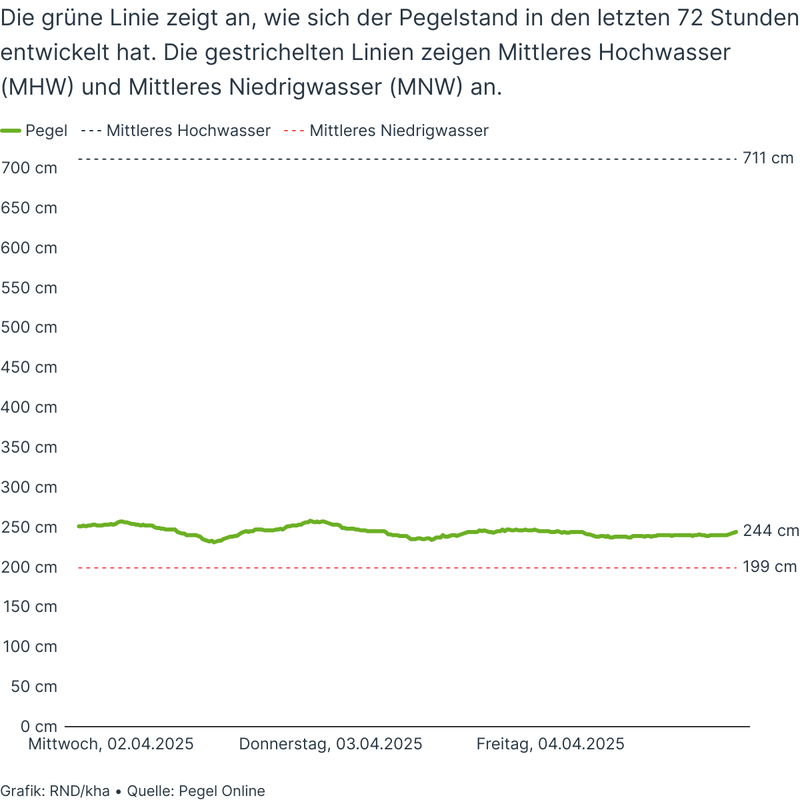 Die grüne Linie zeigt an, wie sich der Pegelstand in den letzten 72 Stunden
entwickelt hat. Die gestrichelten Linien zeigen Mittleres Hochwasser
(MHW) und Mittleres Niedrigwasser (MNW) an.
Pegel Mittleres Hochwasser Mittleres Niedrigwasser
711 cm
700 cm
650 cm
600 cm
550 cm
500 cm
450 cm
400 cm
350 cm
300 cm
250 cm
244 cm
200 cm
199 cm
150 cm
100 cm
50 cm
0 cm
Mittwoch, 02.04.2025 Donnerstag, 03.04.2025 Freitag, 04.04.2025
Grafik: RND/kha • Quelle: Pegel Online